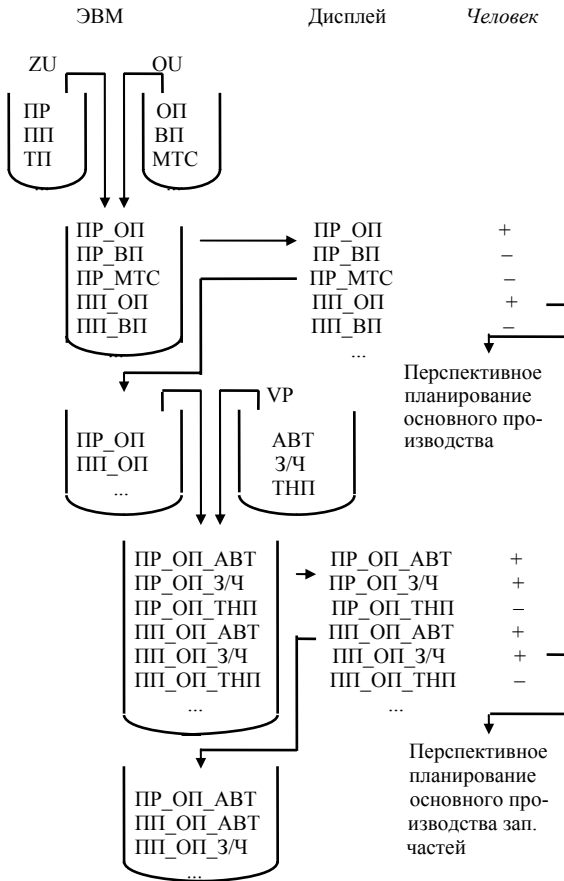 ЭВМ Дисплей Человек
ZU OU
ПР ОП
ПП ВП
ТП МТС
... ...
ПР_ОП ПР_ОП +
ПР_ВП ПР_ВП –
ПР_МТС ПР_МТС –
ПП_ОП ПП_ОП +
ПП_ВП ПП_ВП –
... ...
Перспективное
планирование
основного про-
изводства
VP
ПР_ОП АВТ
ПП_ОП З/Ч
... ТНП
ПР_ОП_АВТ ПР_ОП_АВТ +
ПР_ОП_З/Ч ПР_ОП_З/Ч +
ПР_ОП_ТНП ПР_ОП_ТНП –
ПП_ОП_АВТ ПП_ОП_АВТ +
ПП_ОП_З/Ч ПП_ОП_З/Ч +
ПП_ОП_ТНП ПП_ОП_ТНП –
... ...
Перспективное
планирование
основного про-
изводства зап.
частей
ПР_ОП_АВТ
ПП_ОП_АВТ
ПП_ОП_З/Ч
...